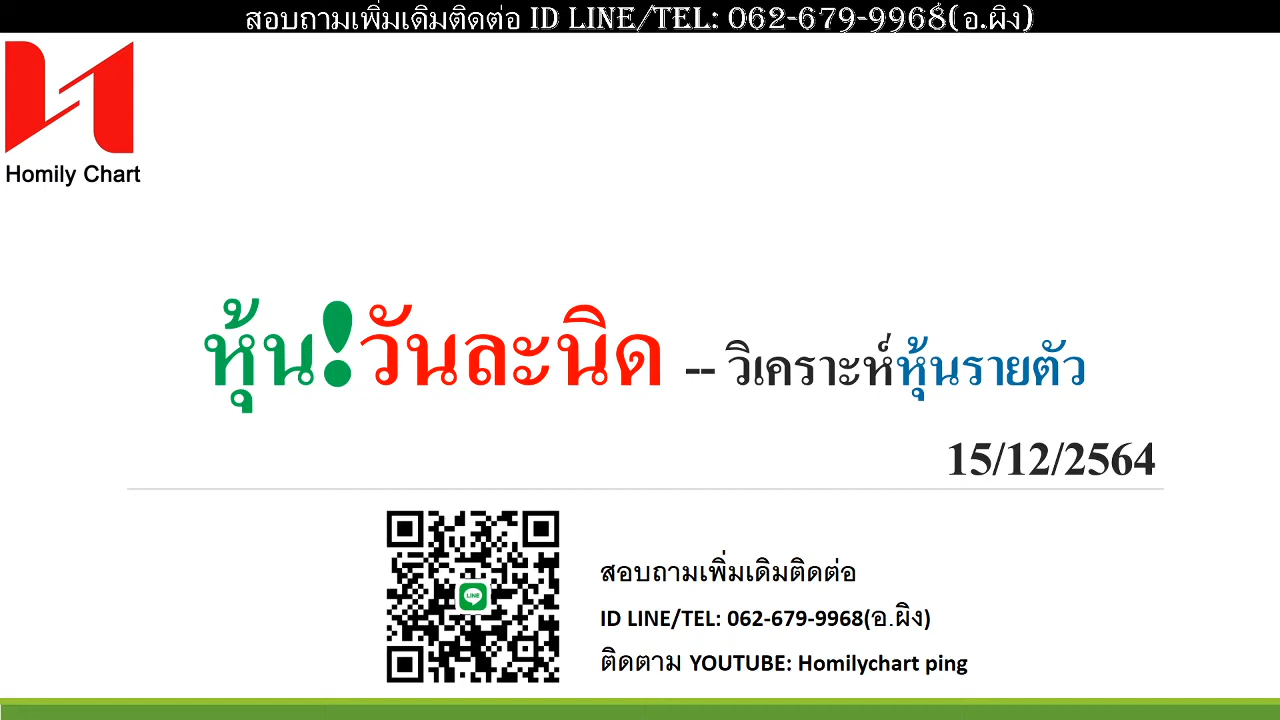 สอบถามเพิ่มเดิมติดต่อ ID LINE/TEL: 062-679-9968(อ.ผิง)
Homily Chart
หุ้น!วันละนิด -- วิเคราะห์หุ้นรายตัว
15/12/2564
LINE
สอบถามเพิ่มเดิมติดต่อ
ID LINE/TEL: 062-679-9968(อ.ผิง)
ติดตาม YOUTUBE: Homilychart ping